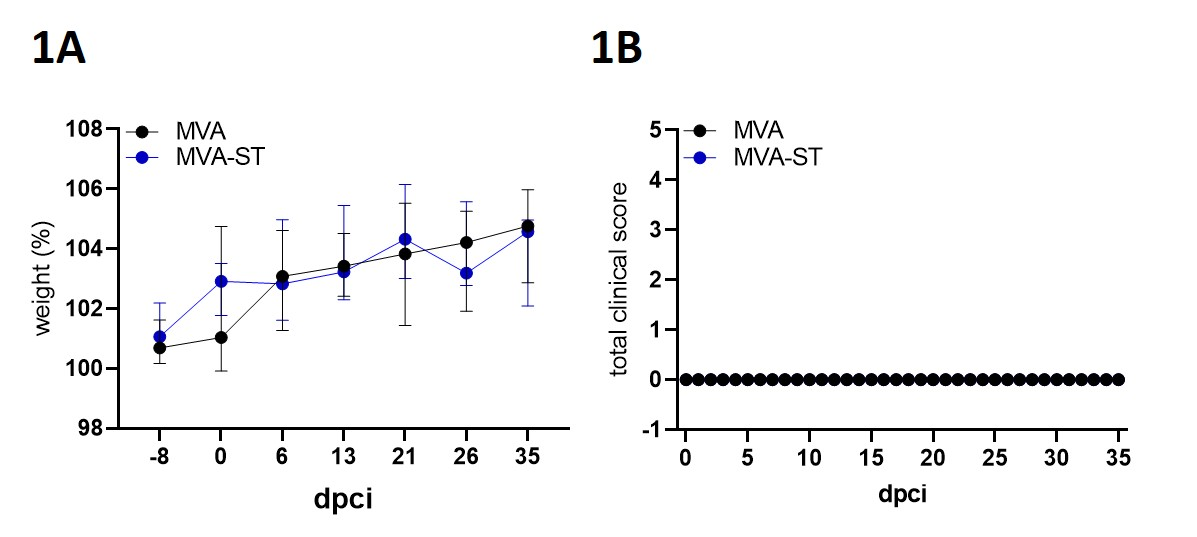 1A
MVA
MVA-ST
108
106
104
102
100
98
weight (%)
-8 0 6 13 21 26 35
dpci
1B
MVA
MVA-ST
5
4
3
2
1
0
-1
total clinical score
0 5 10 15 20 25 30 35
dpci